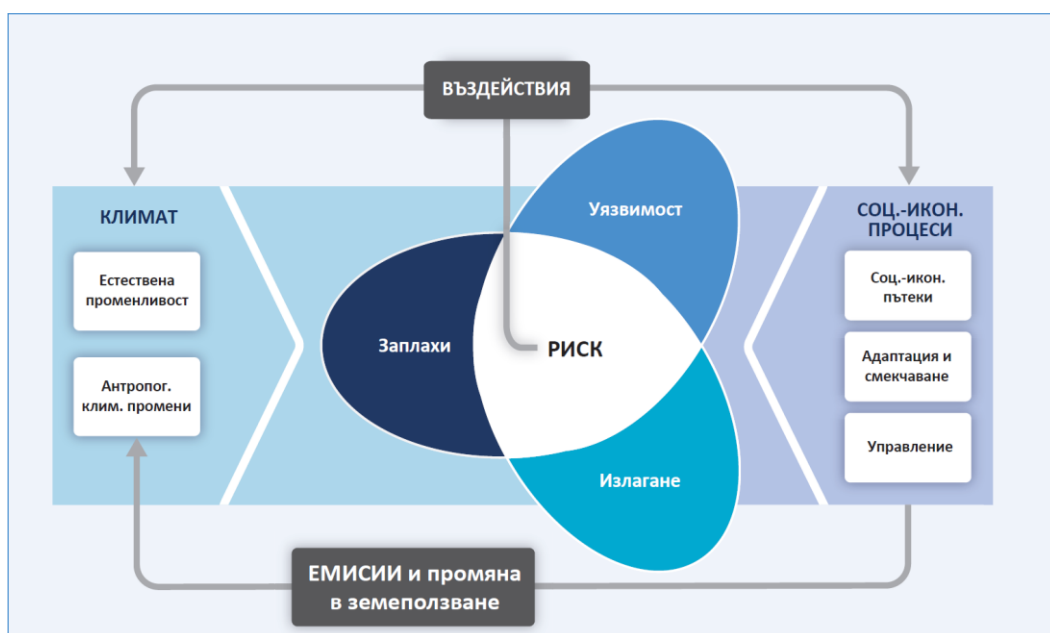 ВЪЗДЕЙСТВИЯ
КЛИМАТ
Естествена
променливост
Антропог.
клим. промени
Заплахи
Уязвимост
РИСК
Излагане
СОЦ.-ИКОН.
ПРОЦЕСИ
Соц.-икон.
пътеки
Адаптация и
смекчаване
Управление
ЕМИСИИ и промяна
в земеползване